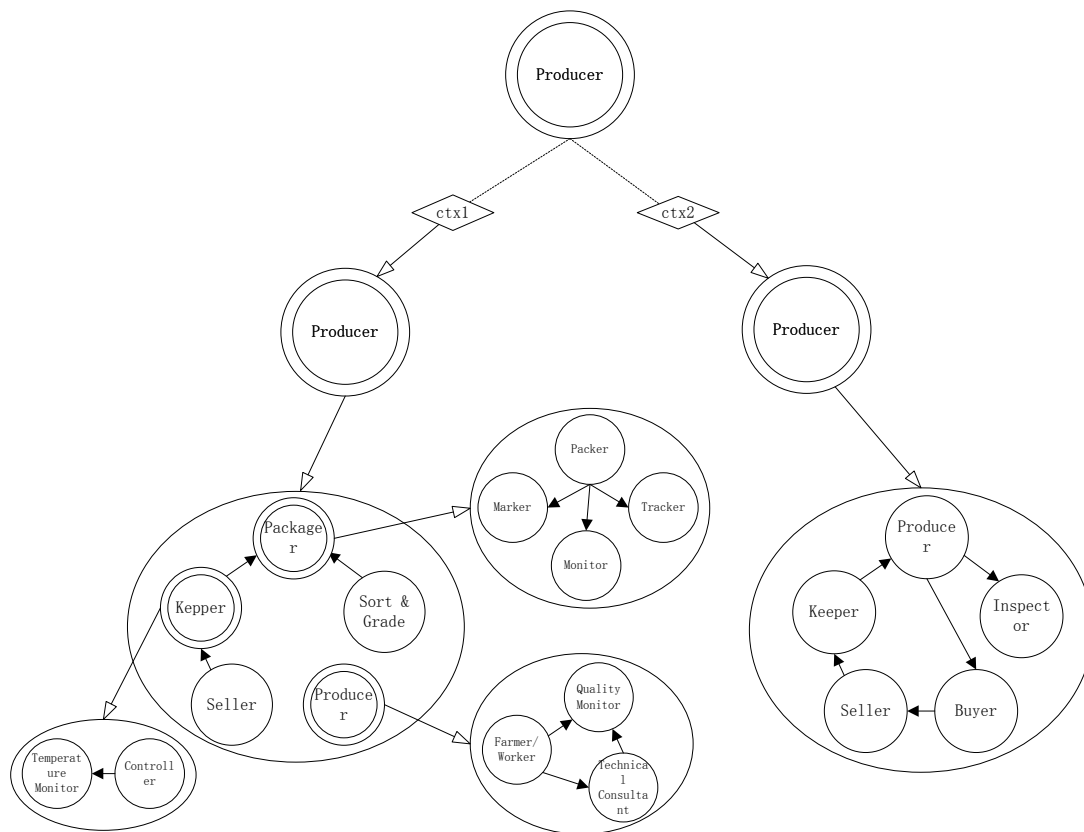 Producer
ctx1
ctx2
Producer
Producer
Packer
Marker
Tracker
Monitor
Package
r
Kepper
Sort &
Grade
Seller
Produce
r
Produce
r
Keeper
Inspect
or
Seller
Buyer
Quality
Monitor
Farmer/
Worker
Technica
l
Consulta
nt
Temperat
ure
Monitor
Controll
er